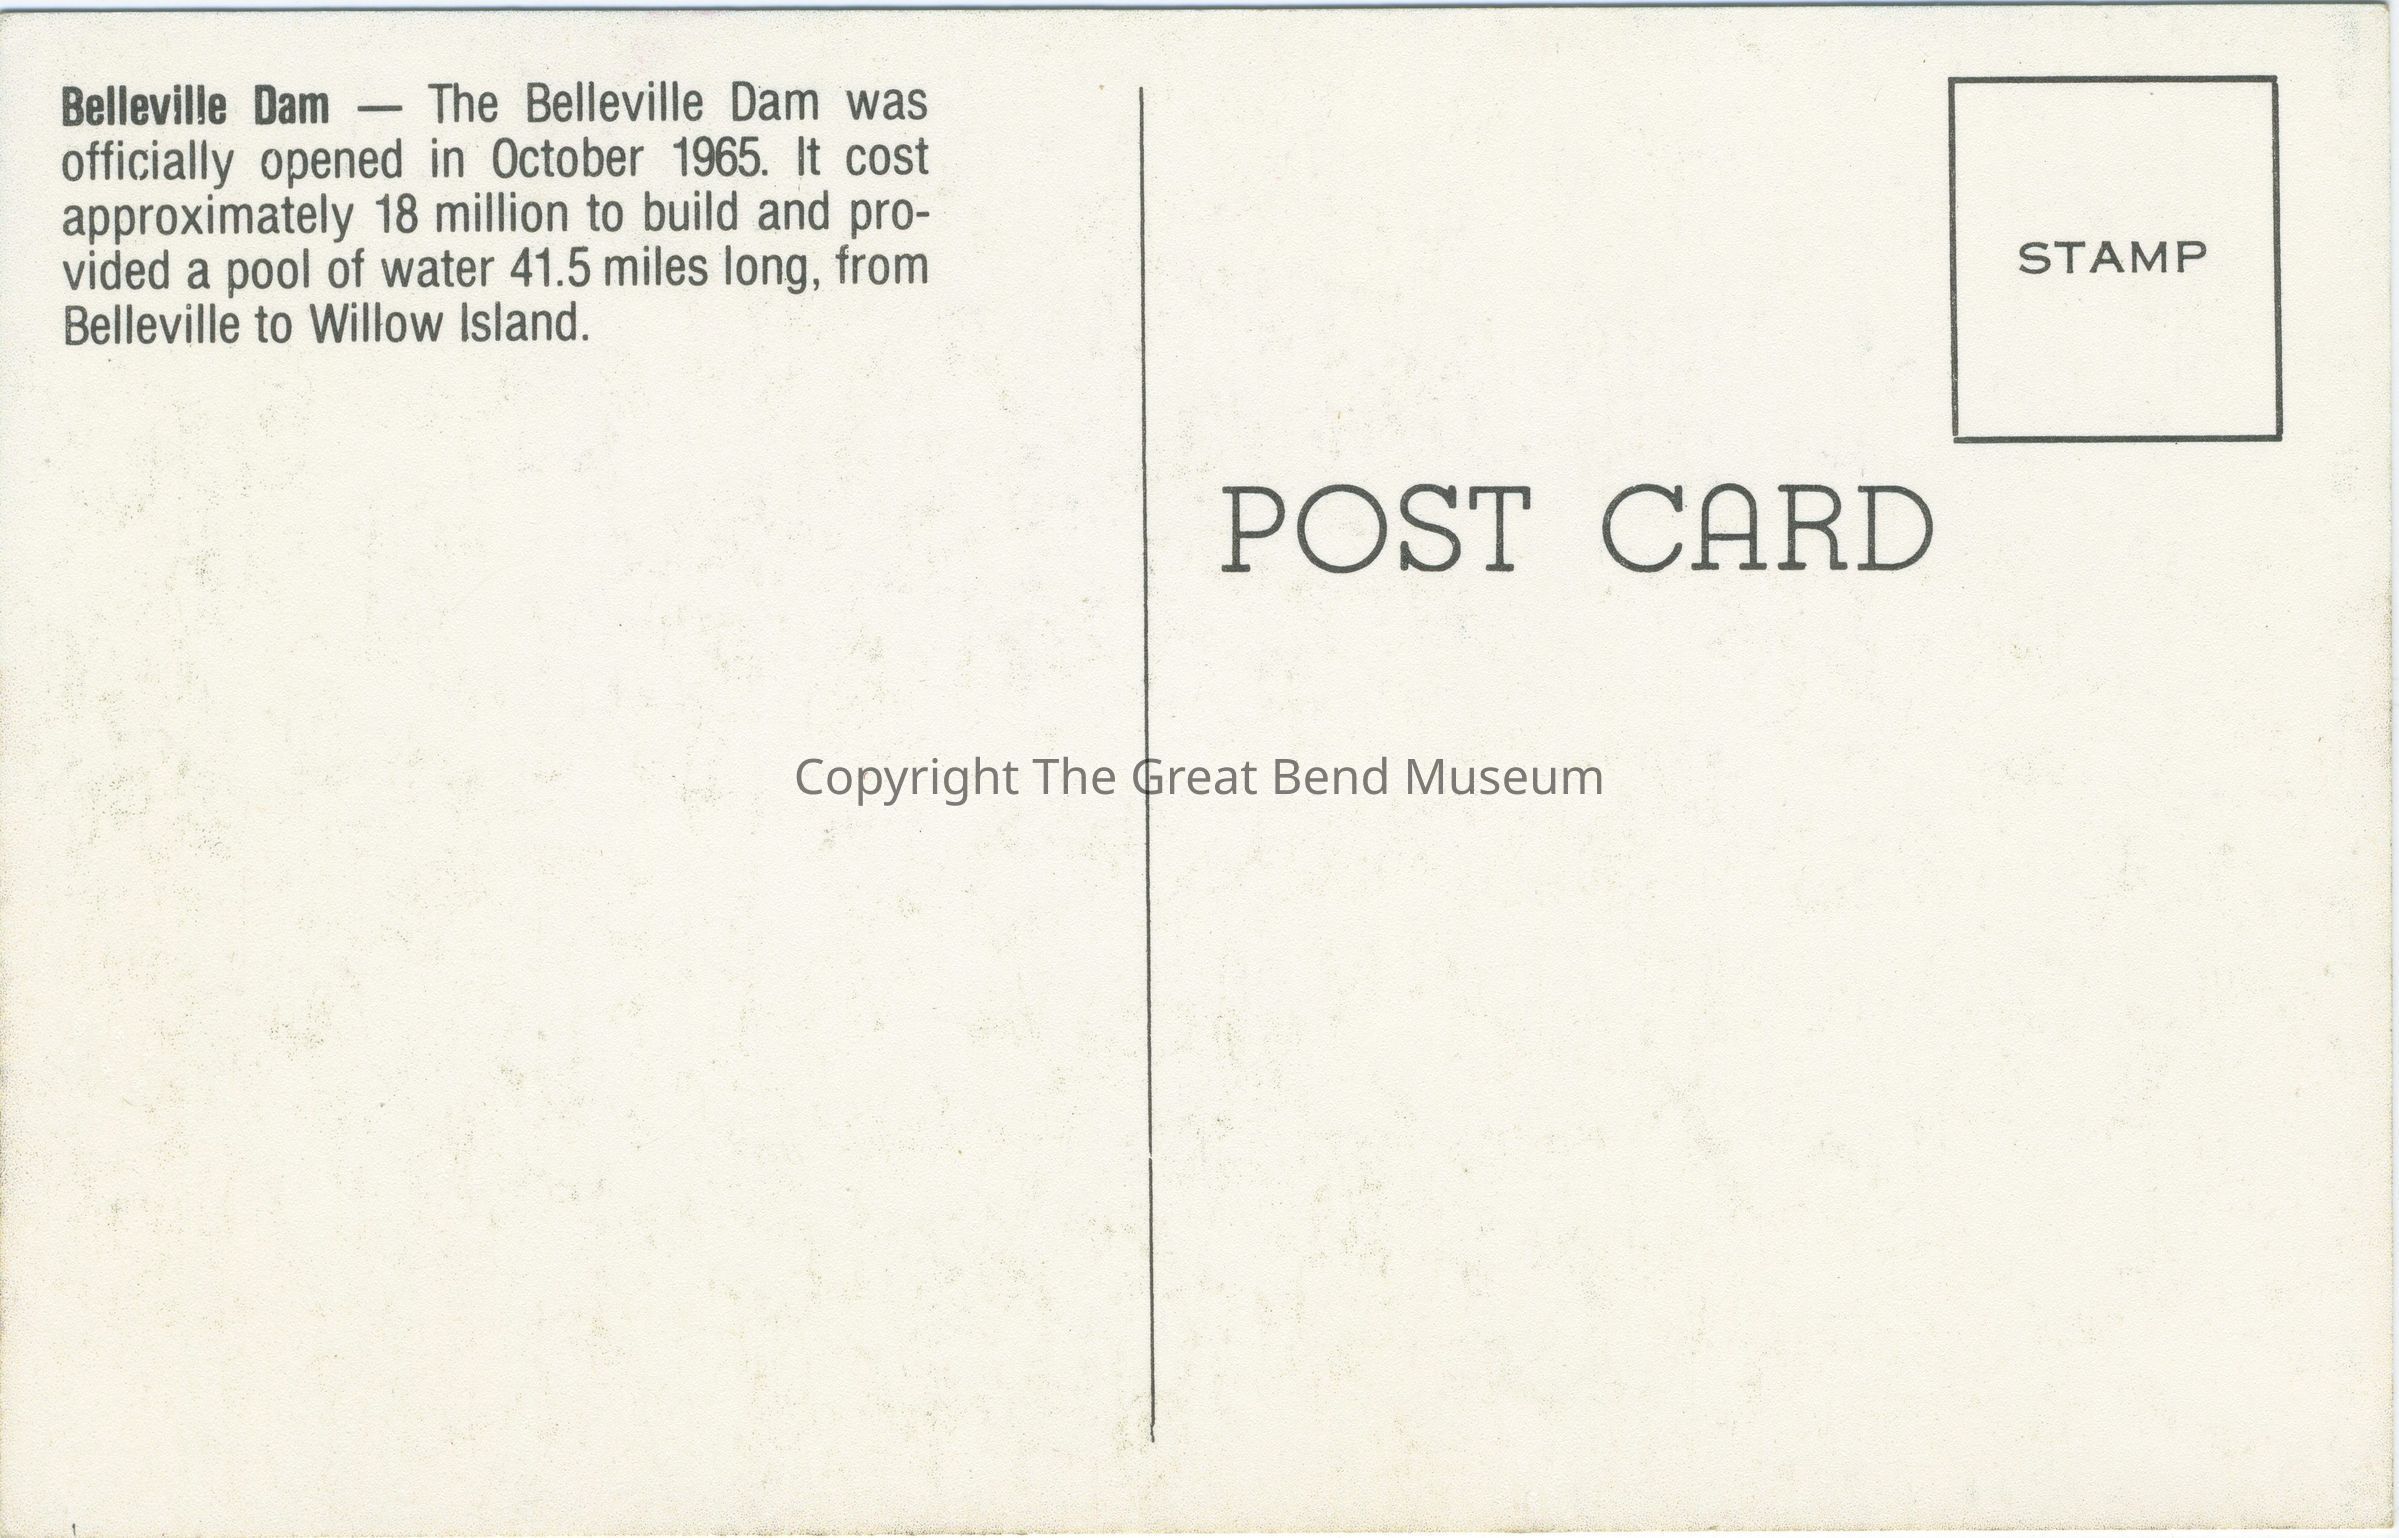 Belleville Dam — The Belleville Dam was
officially opened in October 1965. It cost
approximately 18 million to build and pro-
vided a pool of water 41.5 miles long, from
Belleville to Willow Island.
STAMP
POST CARD
Copyright The Great Bend Museum